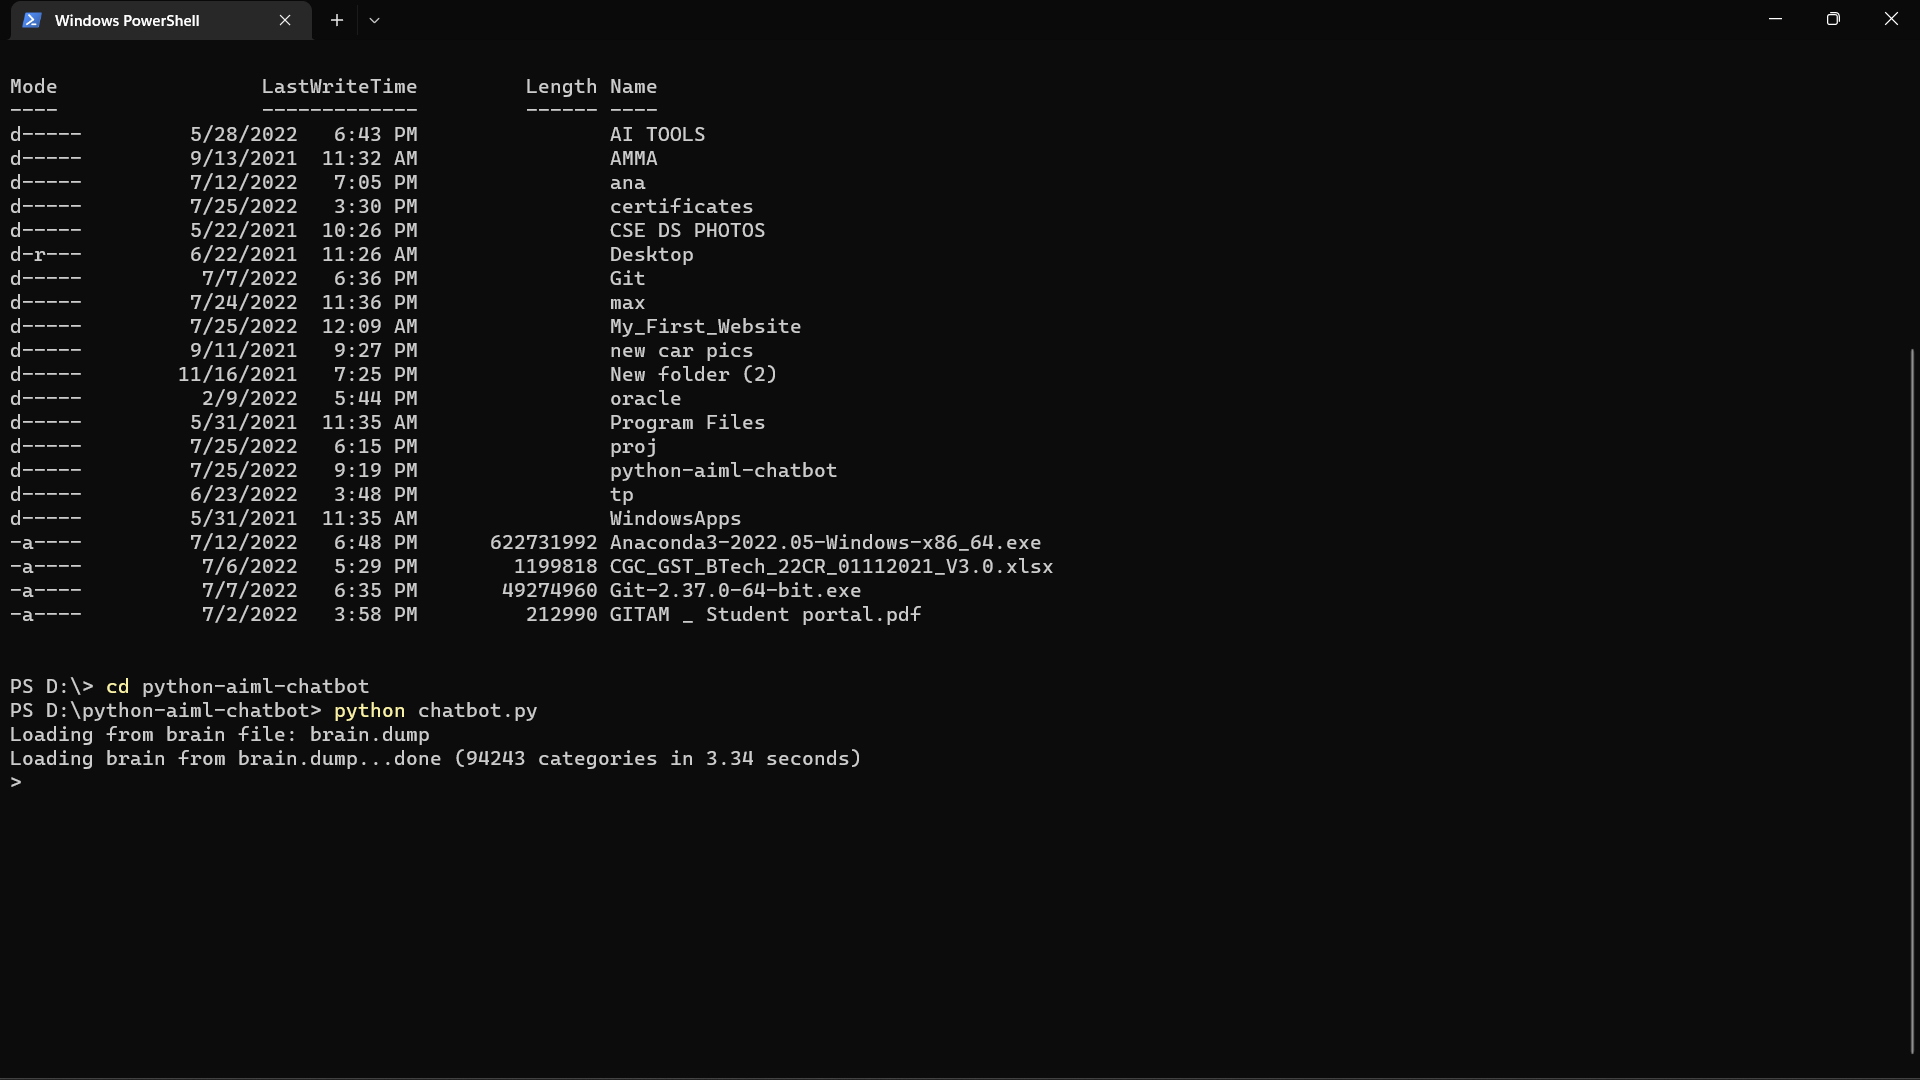 Windows PowerShell
Mode                 LastWriteTime         Length Name
----                 -------------         ------ ----
d-----         5/28/2022   6:43 PM                AI TOOLS
d-----         9/13/2021  11:32 AM                AMMA
d-----         7/12/2022   7:05 PM                ana
d-----         7/25/2022   3:30 PM                certificates
d-----         5/22/2021  10:26 PM                CSE DS PHOTOS
d-r---         6/22/2021  11:26 AM                Desktop
d-----          7/7/2022   6:36 PM                Git
d-----         7/24/2022  11:36 PM                max
d-----         7/25/2022  12:09 AM                My_First_Website
d-----         9/11/2021   9:27 PM                new car pics
d-----        11/16/2021   7:25 PM                New folder (2)
d-----          2/9/2022   5:44 PM                oracle
d-----         5/31/2021  11:35 AM                Program Files
d-----         7/25/2022   6:15 PM                proj
d-----         7/25/2022   9:19 PM                python-aiml-chatbot
d-----         6/23/2022   3:48 PM                tp
d-----         5/31/2021  11:35 AM                WindowsApps
-a----         7/12/2022   6:48 PM      622731992 Anaconda3-2022.05-Windows-x86_64.exe
-a----          7/6/2022   5:29 PM        1199818 CGC_GST_BTech_22CR_01112021_V3.0.xlsx
-a----          7/7/2022   6:35 PM       49274960 Git-2.37.0-64-bit.exe
-a----          7/2/2022   3:58 PM         212990 GITAM _ Student portal.pdf
PS D:\> cd python-aiml-chatbot
PS D:\python-aiml-chatbot> python chatbot.py
Loading from brain file: brain.dump
Loading brain from brain.dump...done (94243 categories in 3.34 seconds)
>